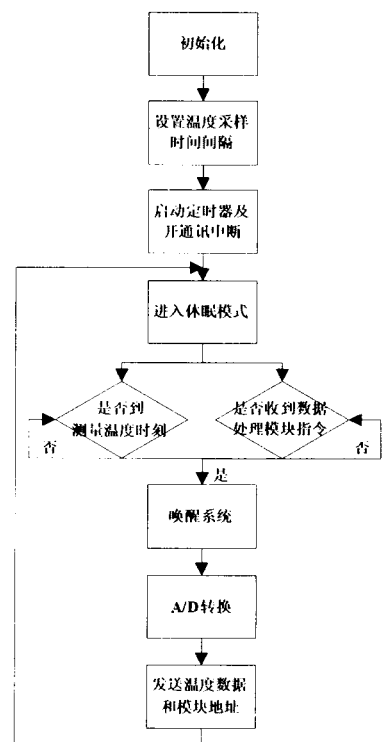 初始化
设置温度采样
时间间隔
启动定时器及
开通讯中断
进入休眠模式
是否到
测量温度时刻
是否收到数据
处理模块指令
否
否
是
唤醒系统
A/D转换
发送温度数据
和模块地址